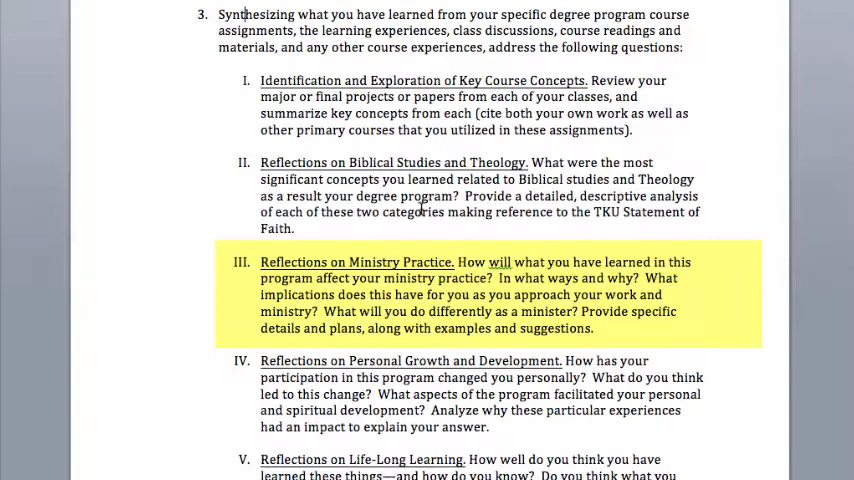 3. Synthesizing what you have learned from your specific degree program course
assignments, the learning experiences, class discussions, course readings and
materials, and any other course experiences, address the following questions:
I. Identification and Exploration of Key Course Concepts. Review your
major or final projects or papers from each of your classes, and
summarize key concepts from each (cite both your own work as well as
other primary courses that you utilized in these assignments).
II. Reflections on Biblical Studies and Theology. What were the most
significant concepts you learned related to Biblical studies and Theology
as a result your degree program? Provide a detailed, descriptive analysis
of each of these two categories making reference to the TKU Statement of
Faith.
III. Reflections on Ministry Practice. How will what you have learned in this
program affect your ministry practice? In what ways and why? What
implications does this have for you as you approach your work and
ministry? What will you do differently as a minister? Provide specific
details and plans, along with examples and suggestions.
IV. Reflections on Personal Growth and Development. How has your
participation in this program changed you personally? What do you think
led to this change? What aspects of the program facilitated your personal
and spiritual development? Analyze why these particular experiences
had an impact to explain your answer.
V. Reflections on Life-Long Learning. How well do you think you have
learned these things—and how do you know? Do you think what you